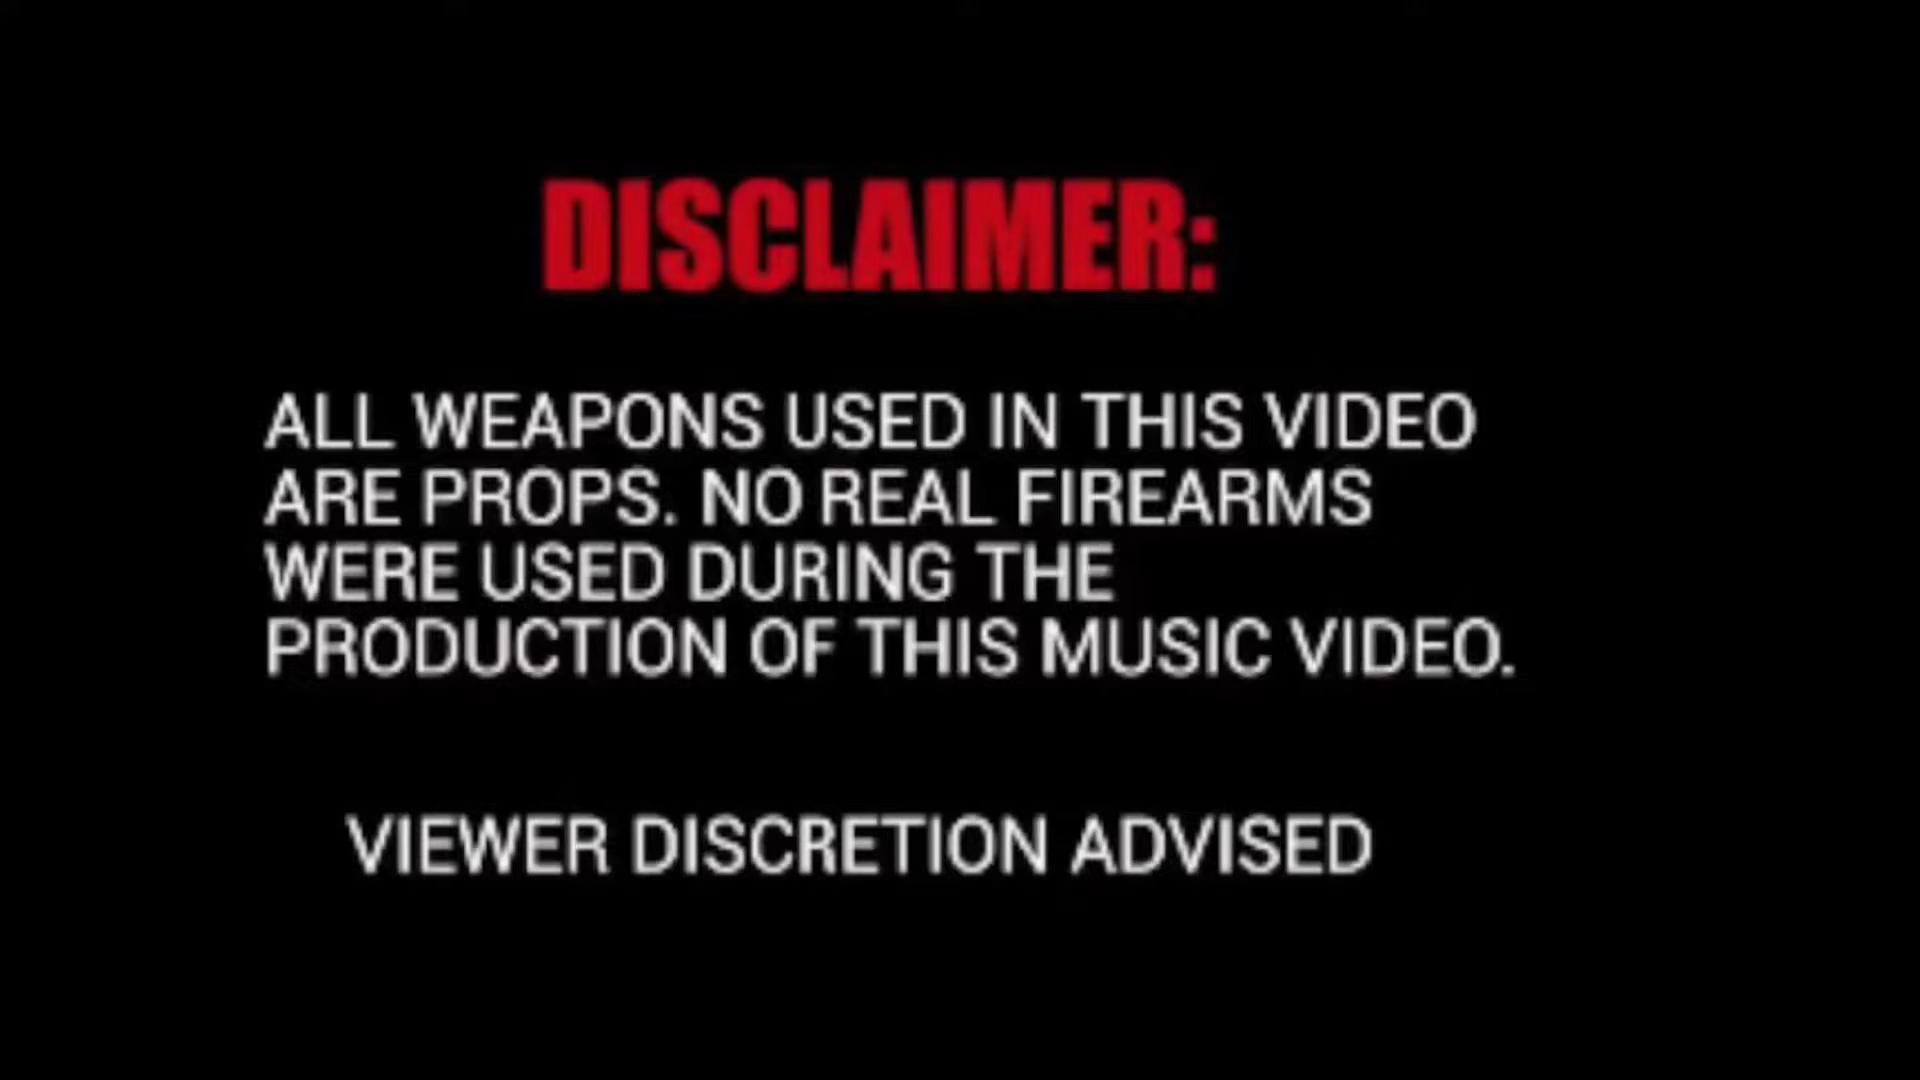 DISCLAIMER:
ALL WEAPONS USED IN THIS VIDEO
ARE PROPS. NO REAL FIREARMS
WERE USED DURING THE
PRODUCTION OF THIS MUSIC VIDEO.
VIEWER DISCRETION ADVISED